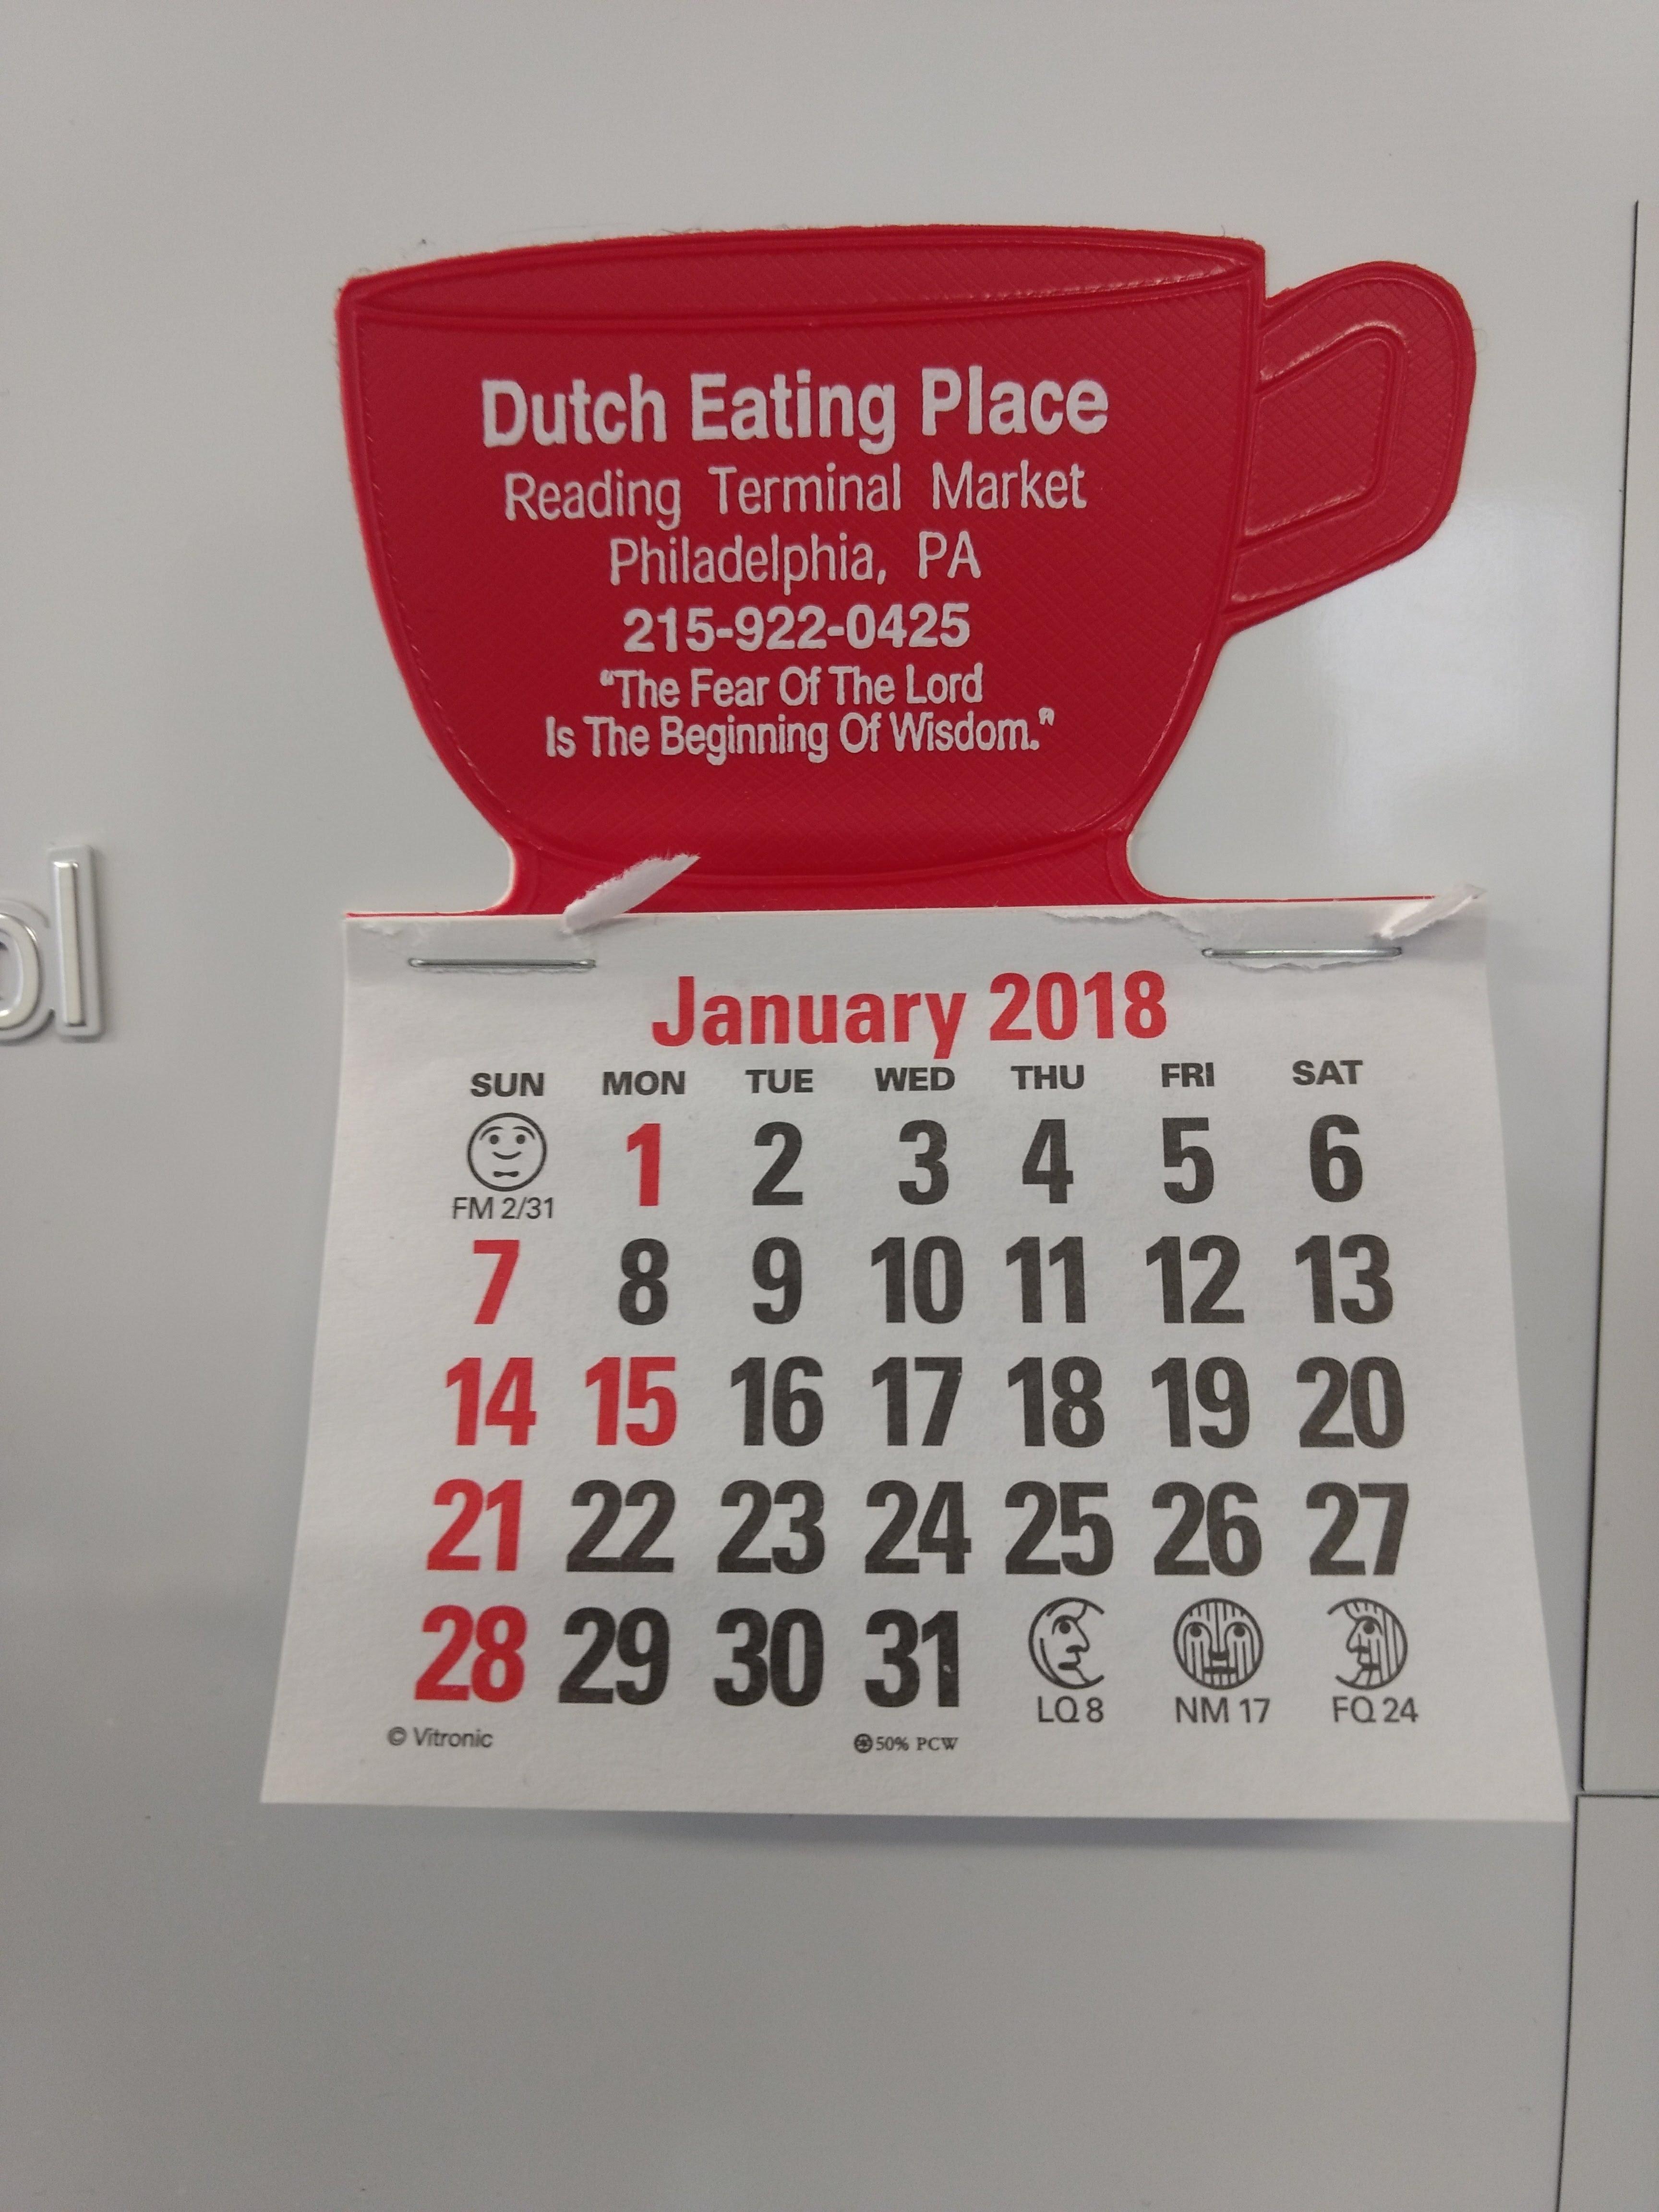 Dutch Eating Place
Reading Terminal Market
Philadelphia, PA
215-922-0425
"The Fear Of The Lord
Is The Beginning Of Wisdom."
January 2018
SUN MON TUE WED THU FRI SAT
1 2 3 4 5 6
FM 2/31
7 8 9 10 11 12 13
14 15 16 17 18 19 20
21 22 23 24 25 26 27
28 29 30 31
LQ 8 NM 17 FQ 24
© Vitronic 50% PCW